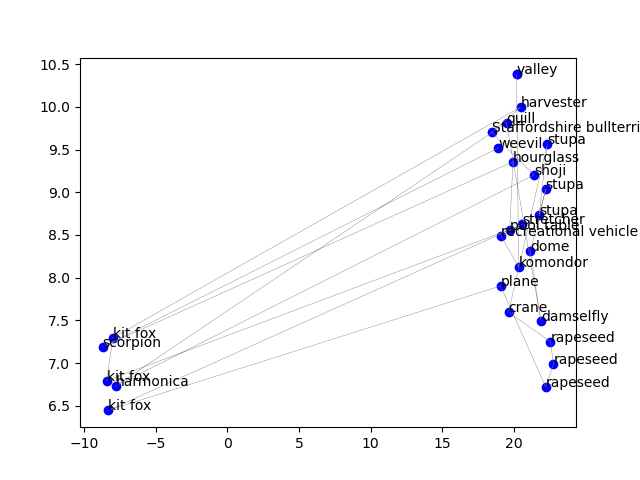 10.5
10.0
9.5
9.0
8.5
8.0
7.5
7.0
6.5
valley
harvester
quill
Staffordshire bullterri
weevil
stupa
hourglass
shoji
stupa
stupa
stretcher
pool table
recreational vehicle
dome
komondor
plane
crane
damselfly
kit fox
scorpion
rapeseed
rapeseed
kit fox
harmonica
rapeseed
kit fox
−10 −5 0 5 10 15 20